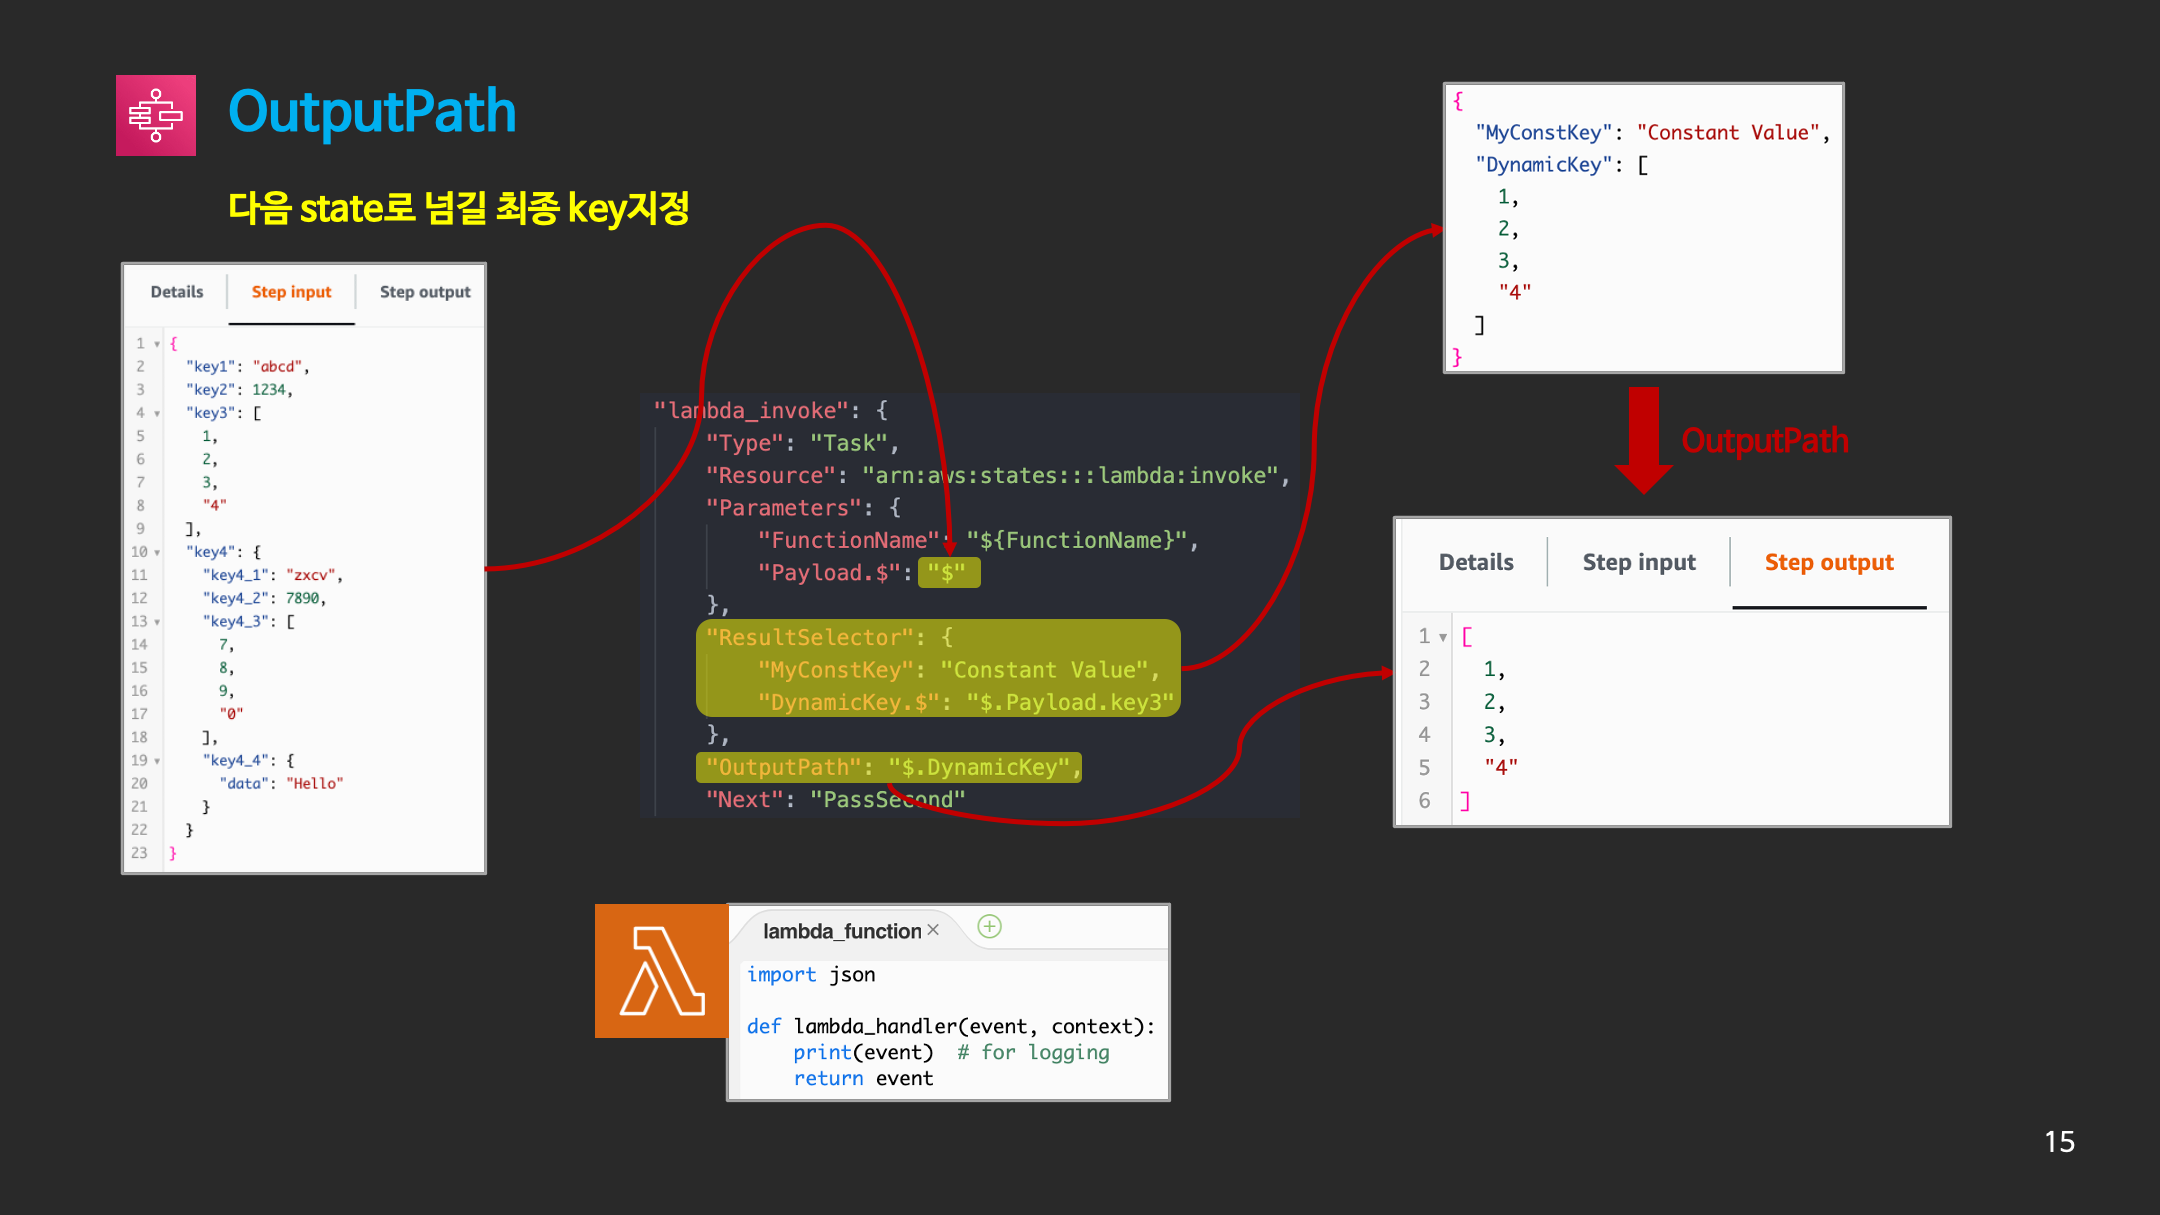 OutputPath
다음 state로 넘길 최종 key지정
Details Step input Step output
1 {
2 "key1": "abcd",
3 "key2": 1234,
4 "key3": [
5 1,
6 2,
7 3,
8 "4"
9 ],
10 "key4": {
11 "key4_1": "zxcv",
12 "key4_2": 7890,
13 "key4_3": [
14 7,
15 8,
16 9,
17 "0"
18 ],
19 "key4_4": {
20 "data": "Hello"
21 }
22 }
23 }
"lambda_invoke": {
"Type": "Task",
"Resource": "arn:aws:states:::lambda:invoke",
"Parameters": {
"FunctionName": "${FunctionName}",
"Payload.$": "$"
},
"ResultSelector": {
"MyConstKey": "Constant Value",
"DynamicKey.$": "$.Payload.key3"
},
"OutputPath": "$.DynamicKey",
"Next": "PassSecond"
{
"MyConstKey": "Constant Value",
"DynamicKey": [
1,
2,
3,
"4"
]
}
OutputPath
Details Step input Step output
1 [
2 1,
3 2,
4 3,
5 "4"
6 ]
lambda_function ×
import json
def lambda_handler(event, context):
print(event) # for logging
return event
15